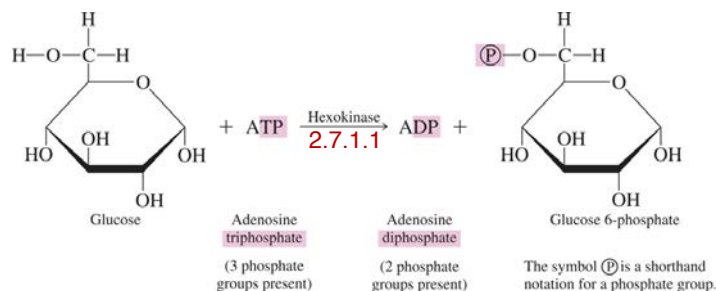 H
H—O—C—H
O
OH
HO
OH
OH
Glucose
+ ATP
Hexokinase
2.7.1.1
ADP +
H
Ⓟ—O—C—H
O
OH
HO
OH
OH
Glucose 6-phosphate
Adenosine
triphosphate
(3 phosphate
groups present)
Adenosine
diphosphate
(2 phosphate
groups present)
The symbol Ⓟ is a shorthand
notation for a phosphate group.